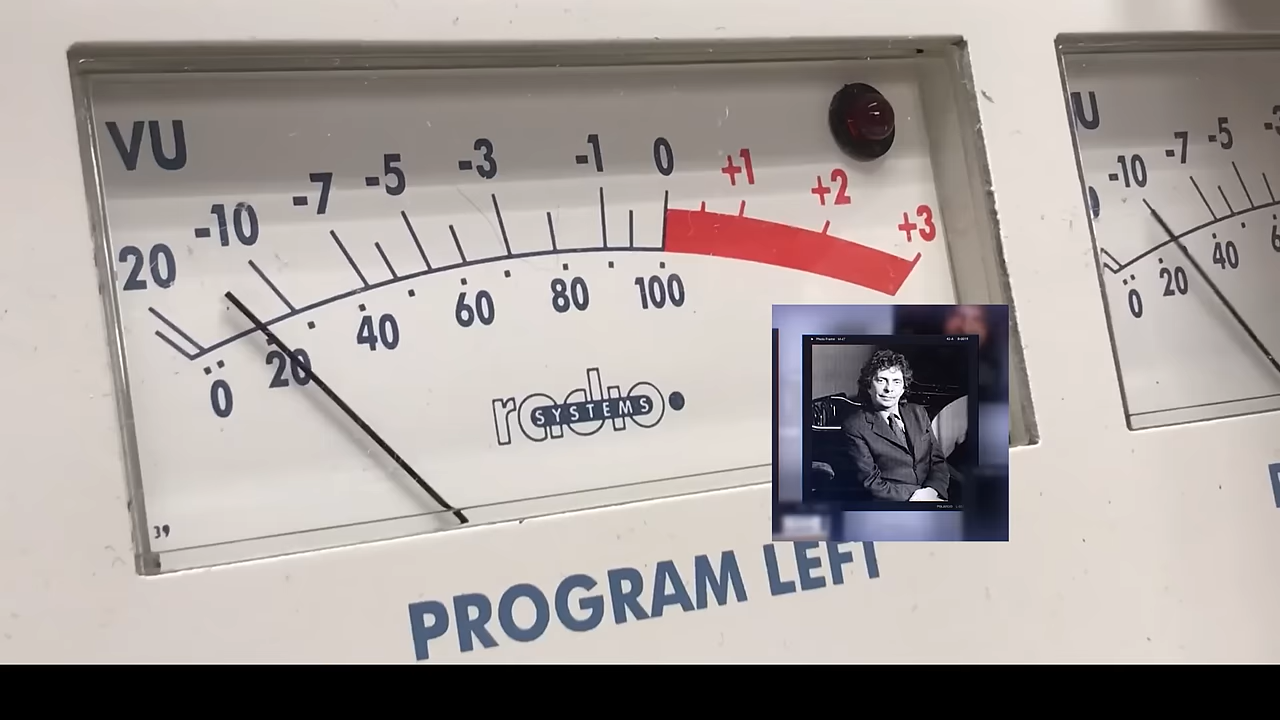 VU
20 -10 -7 -5 -3 -1 0 +1 +2 +3
0 20 40 60 80 100
radio
SYSTEMS
39
PROGRAM LEFT
U
-10 -7 -5
0 20 40